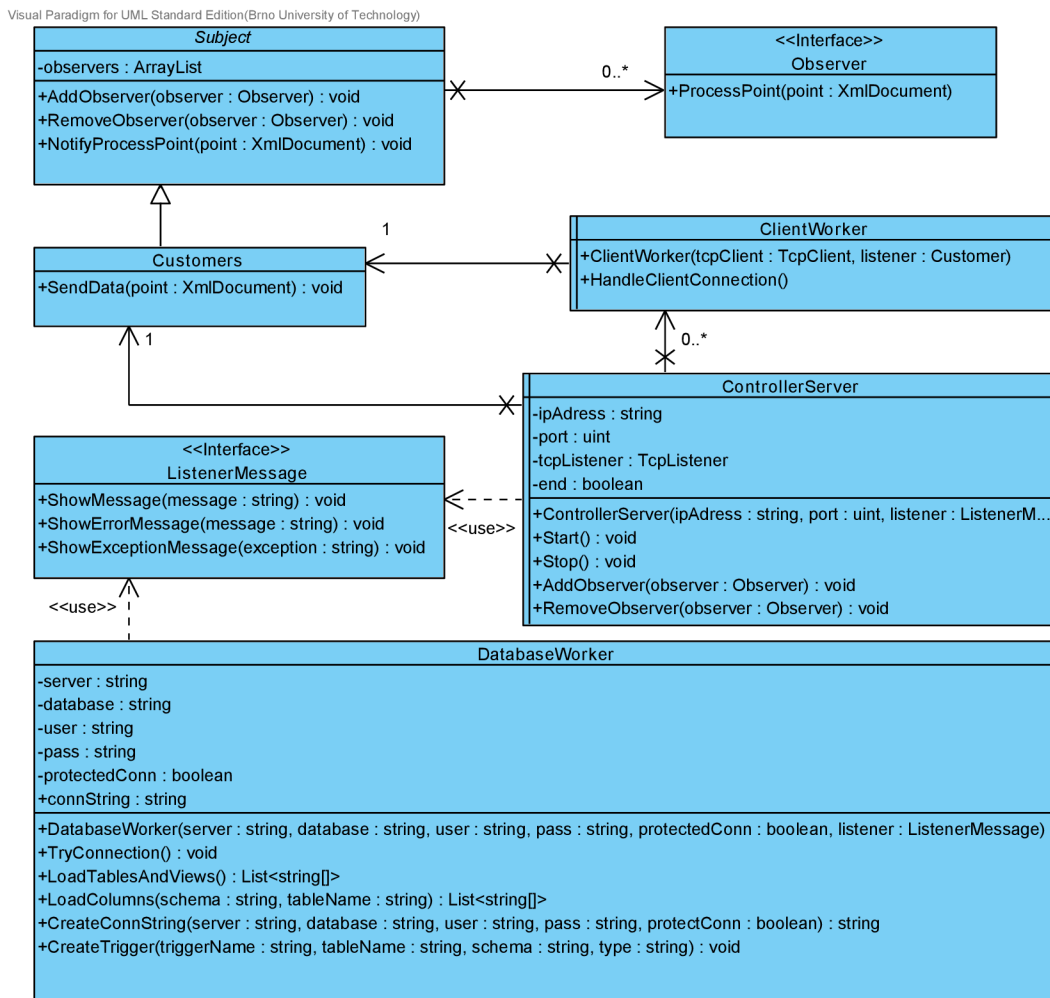 Visual Paradigm for UML Standard Edition(Brno University of Technology)
Subject
-observers : ArrayList
+AddObserver(observer : Observer) : void
+RemoveObserver(observer : Observer) : void
+NotifyProcessPoint(point : XmlDocument) : void
0..*
<<Interface>>
Observer
+ProcessPoint(point : XmlDocument)
Customers
+SendData(point : XmlDocument) : void
1
ClientWorker
+ClientWorker(tcpClient : TcpClient, listener : Customer)
+HandleClientConnection()
1
0..*
ControllerServer
-ipAdress : string
-port : uint
-tcpListener : TcpListener
-end : boolean
+ControllerServer(ipAdress : string, port : uint, listener : ListenerM...
+Start() : void
+Stop() : void
+AddObserver(observer : Observer) : void
+RemoveObserver(observer : Observer) : void
<<Interface>>
ListenerMessage
+ShowMessage(message : string) : void
+ShowErrorMessage(message : string) : void
+ShowExceptionMessage(exception : string) : void
<<use>>
<<use>>
DatabaseWorker
-server : string
-database : string
-user : string
-pass : string
-protectedConn : boolean
+connString : string
+DatabaseWorker(server : string, database : string, user : string, pass : string, protectedConn : boolean, listener : ListenerMessage)
+TryConnection() : void
+LoadTablesAndViews() : List<string[]>
+LoadColumns(schema : string, tableName : string) : List<string[]>
+CreateConnString(server : string, database : string, user : string, pass : string, protectConn : boolean) : string
+CreateTrigger(triggerName : string, tableName : string, schema : string, type : string) : void